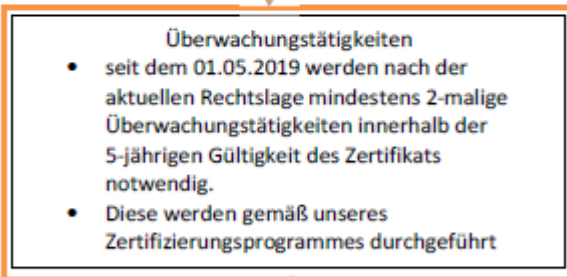 Überwachungstätigkeiten
• seit dem 01.05.2019 werden nach der
aktuellen Rechtslage mindestens 2-malige
Überwachungstätigkeiten innerhalb der
5-jährigen Gültigkeit des Zertifikats
notwendig.
• Diese werden gemäß unseres
Zertifizierungsprogrammes durchgeführt